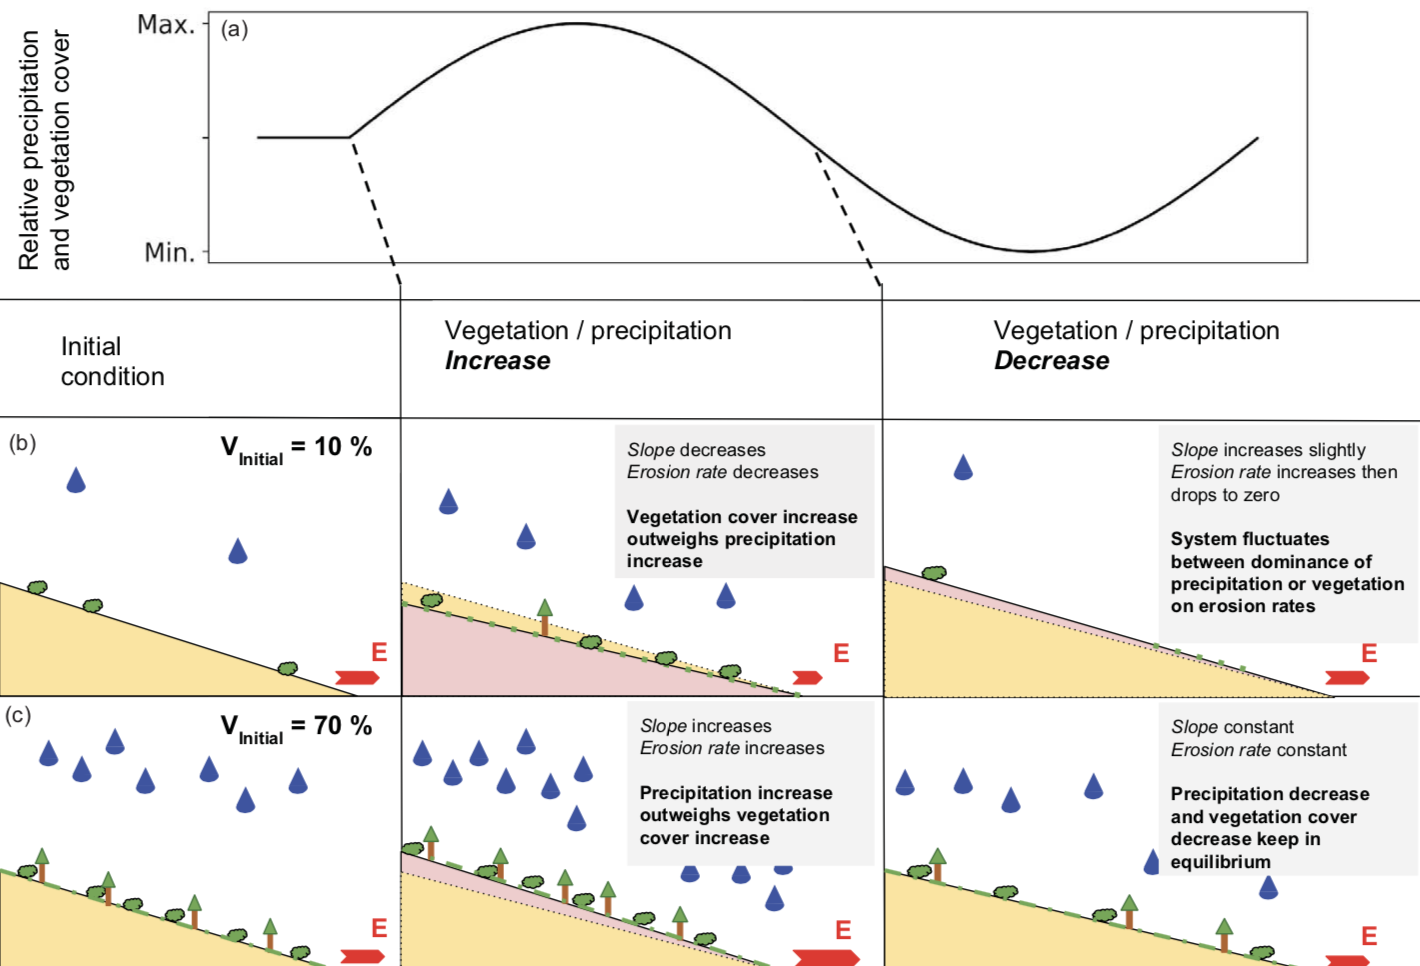 Relative precipitation
and vegetation cover
Max.
Min.
(a)
Initial
condition
Vegetation / precipitation
Increase
Vegetation / precipitation
Decrease
(b)
V Initial = 10 %
E
Slope decreases
Erosion rate decreases
Vegetation cover increase
outweighs precipitation
increase
E
Slope increases slightly
Erosion rate increases then
drops to zero
System fluctuates
between dominance of
precipitation or vegetation
on erosion rates
E
(c)
V Initial = 70 %
E
Slope increases
Erosion rate increases
Precipitation increase
outweighs vegetation
cover increase
E
Slope constant
Erosion rate constant
Precipitation decrease
and vegetation cover
decrease keep in
equilibrium
E